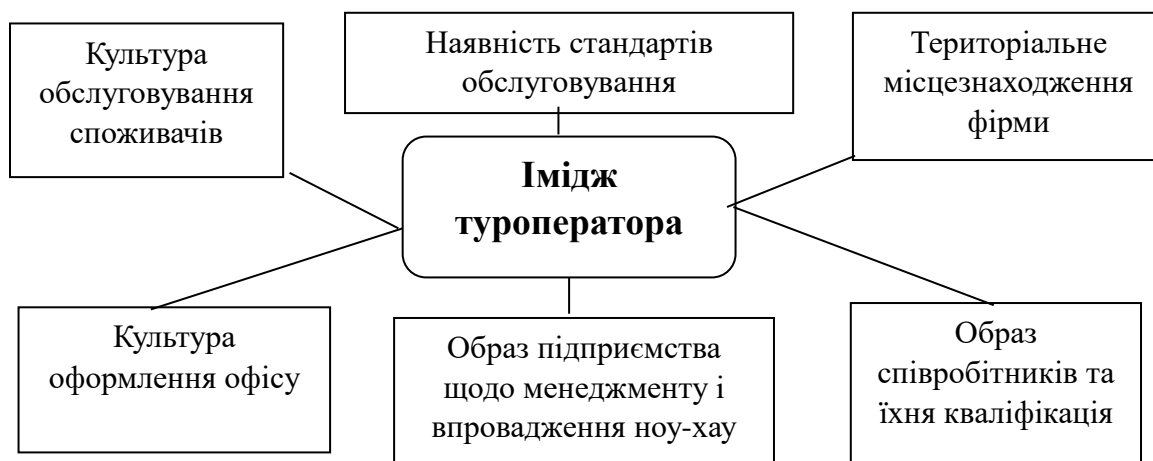 Культура
обслуговування
споживачів
Наявність стандартів
обслуговування
Територіальне
місцезнаходження
фірми
Імідж
туроператора
Культура
оформлення офісу
Образ підприємства
щодо менеджменту і
впровадження ноу-хау
Образ
співробітників та
їхня кваліфікація